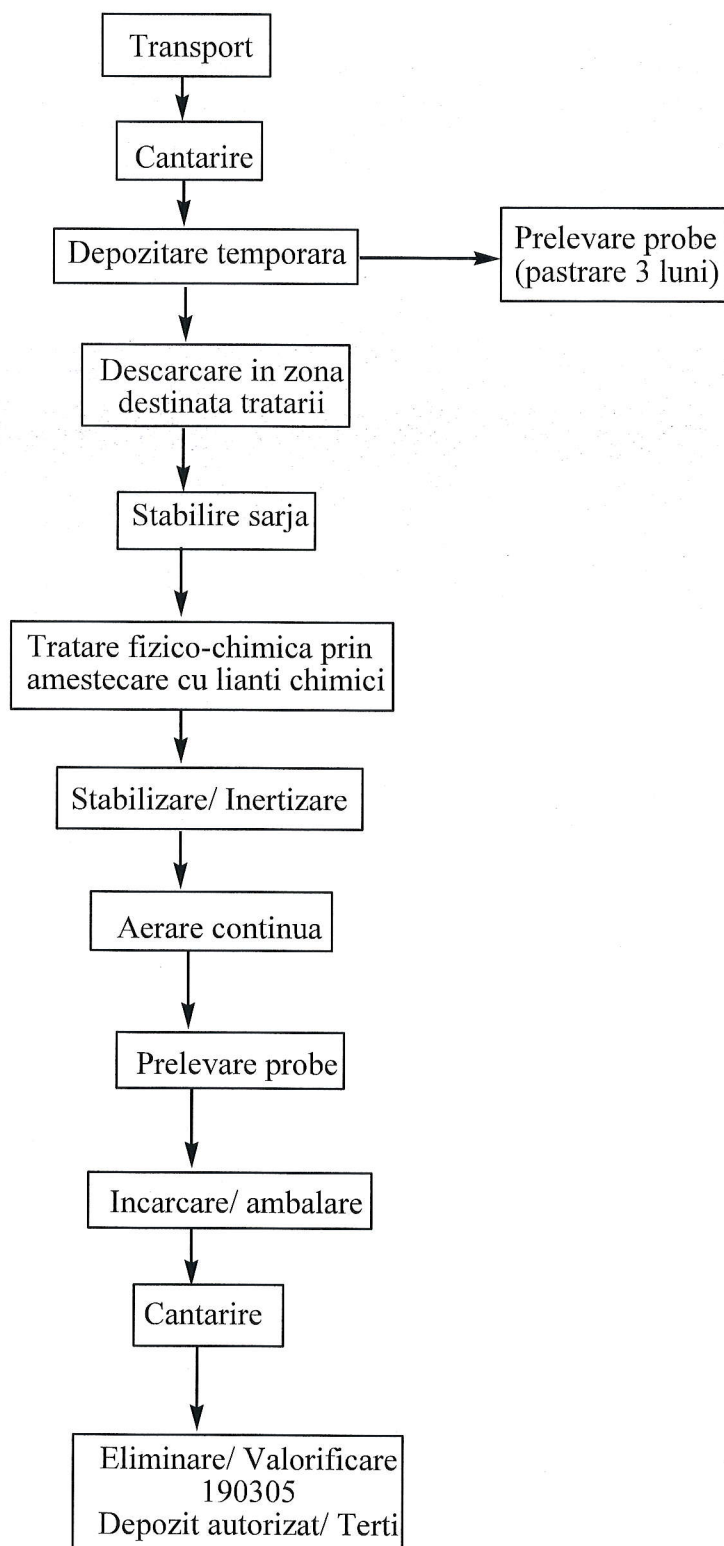 Transport
Cantarire
Depozitare temporara
Prelevare probe
(pastrare 3 luni)
Descarcare in zona
destinata tratarii
Stabilire sarja
Tratare fizico-chimica prin
amestecare cu lianti chimici
Stabilizare/ Inertizare
Aerare continua
Prelevare probe
Incarcare/ ambalare
Cantarire
Eliminare/ Valorificare
190305
Depozit autorizat/ Terti